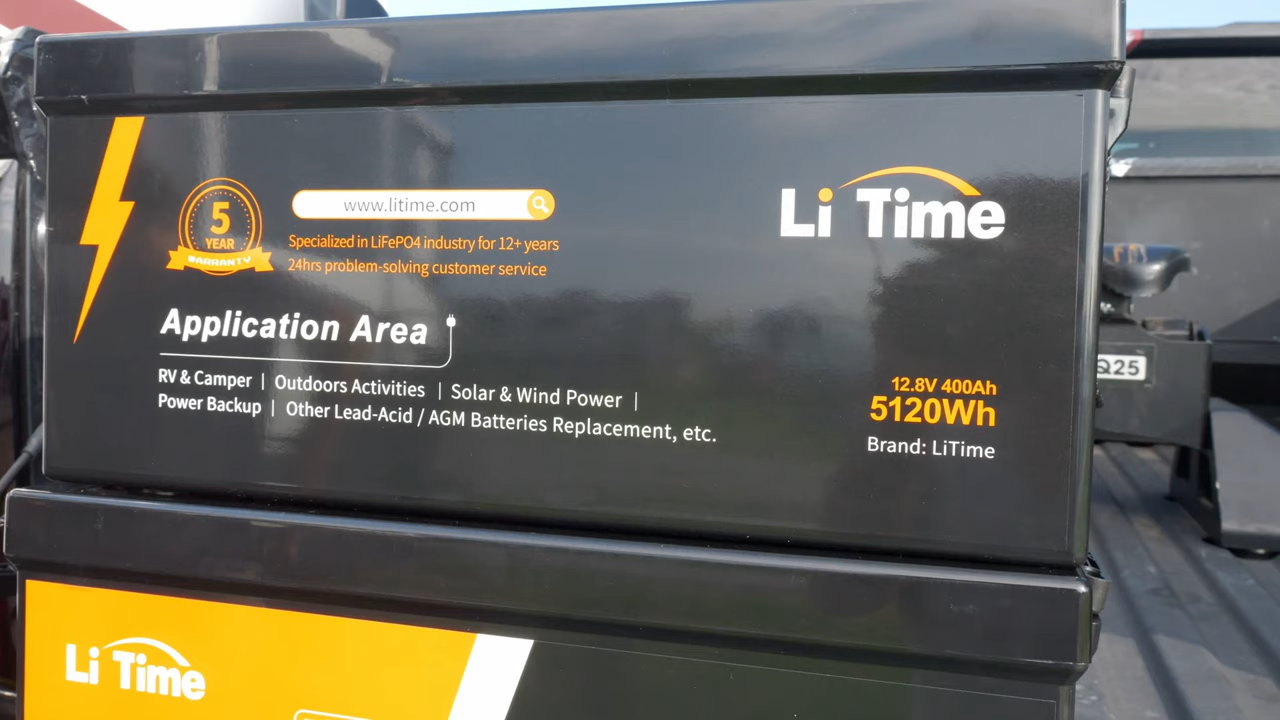 5
YEAR
WARRANTY
www.litime.com
Specialized in LiFePO4 industry for 12+ years
24hrs problem-solving customer service
Li Time
Application Area
RV & Camper | Outdoors Activities | Solar & Wind Power |
Power Backup | Other Lead-Acid / AGM Batteries Replacement, etc.
12.8V 400Ah
5120Wh
Brand: LiTime
Q25
Li Time